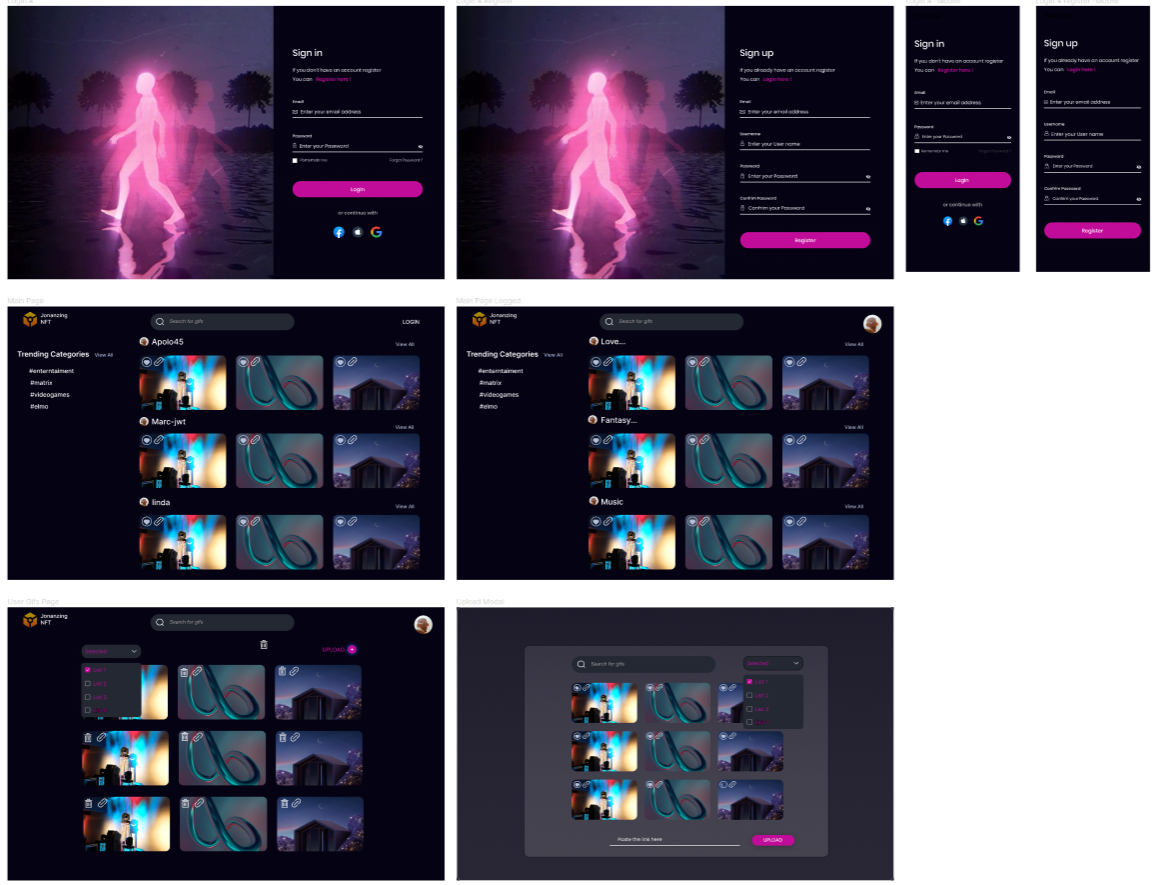 Login 4
Sign in
If you don't have an account register
You can Register here !
Email
Enter your email address
Password
Enter your Password
Remember me
Forgot Password ?
Login
or continue with
Login 4 Register
Sign up
If you already have an account register
You can Login here !
Email
Enter your email address
Username
Enter your User name
Password
Enter your Password
Confirm Password
Confrim your Password
Register
Sign in
If you don't have an account register
You can Register here !
Email
Enter your email address
Password
Enter your Password
Remember me
Forgot Password ?
Login
or continue with
Sign up
If you already have an account register
You can Login here !
Email
Enter your email address
Username
Enter your User name
Password
Enter your Password
Confirm Password
Confirm your Password
Register
Main Page
Jonanzing
NFT
Search for gifs
LOGIN
Trending Categories View All
#enterntaiment
#matrix
#videogames
#elmo
Apolo45
View All
Marc-jwt
View All
linda
View All
Main Page Logged
Jonanzing
NFT
Search for gifs
Trending Categories View All
#enterntaiment
#matrix
#videogames
#elmo
Love...
View All
Fantasy...
View All
Music
View All
User Gifs Page
Jonanzing
NFT
Search for gifs
Selected
UPLOAD
List 1
List 2
List 3
Upload Modal
Search for gifs
Selected
List 1
List 2
List 3
Paste the link here
UPLOAD